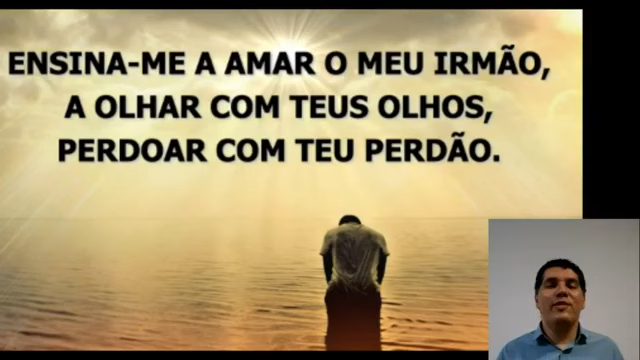 ENSINA-ME A AMAR O MEU IRMÃO,
A OLHAR COM TEUS OLHOS,
PERDOAR COM TEU PERDÃO.